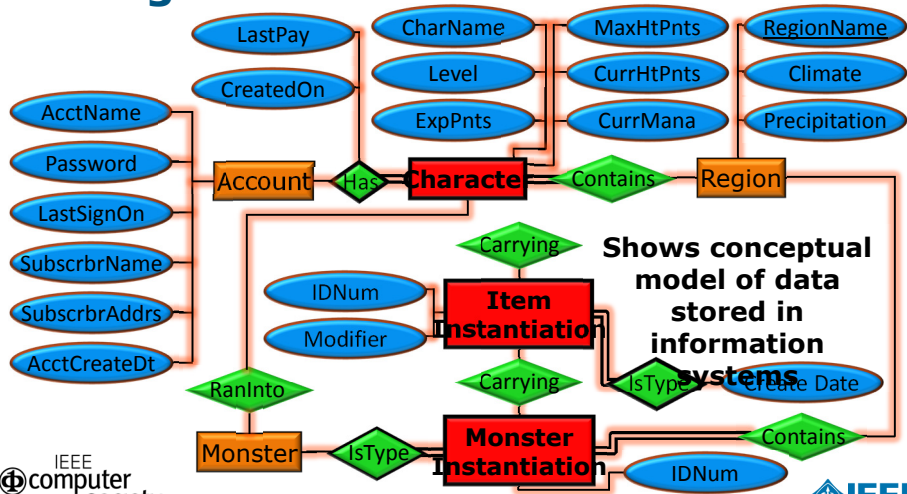 LastPay
CharName
MaxHtPnts
RegionName
CreatedOn
Level
CurrHtPnts
Climate
AcctName
ExpPnts
CurrMana
Precipitation
Password
Account
Has
Characte
Contains
Region
LastSignOn
SubscrbrName
Carrying
Shows conceptual
model of data
stored in
information
systems
IDNum
Item
Instantiation
SubscrbrAddrs
Modifier
AcctCreateDt
RanInto
Carrying
IsType
Create Date
Monster
IsType
Monster
Instantiation
Contains
IDNum
IEEE
computer
IEEE